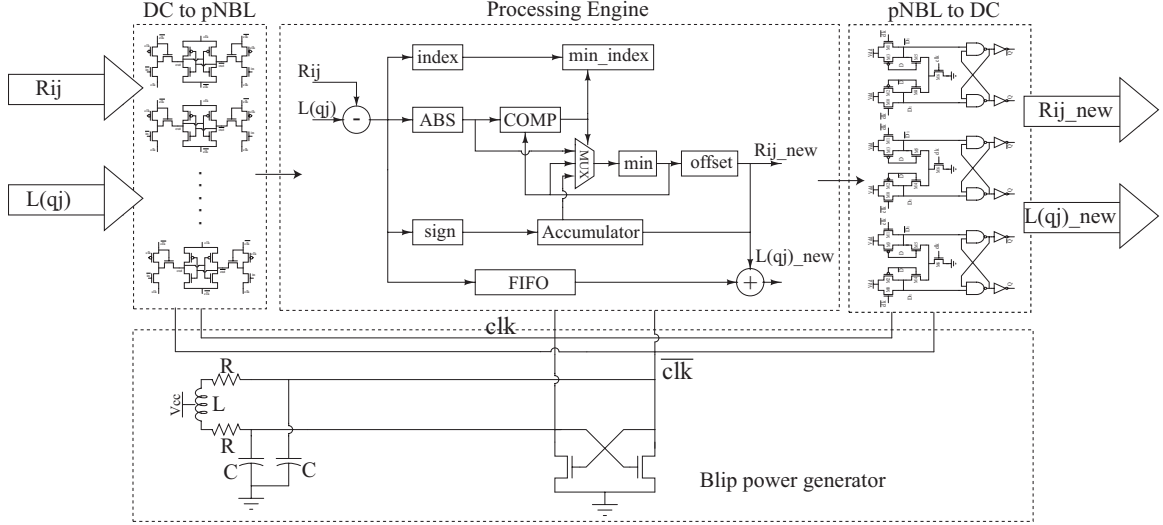 DC to pNBL
Processing Engine
pNBL to DC
Rij
L(qj)
Rij
L(qj)
-
index
min_index
ABS
COMP
MUX
min
offset
Rij_new
sign
Accumulator
L(qj)_new
FIFO
+
Rij_new
L(qj)_new
clk
clk
R
Vcc
L
R
C
C
Blip power generator